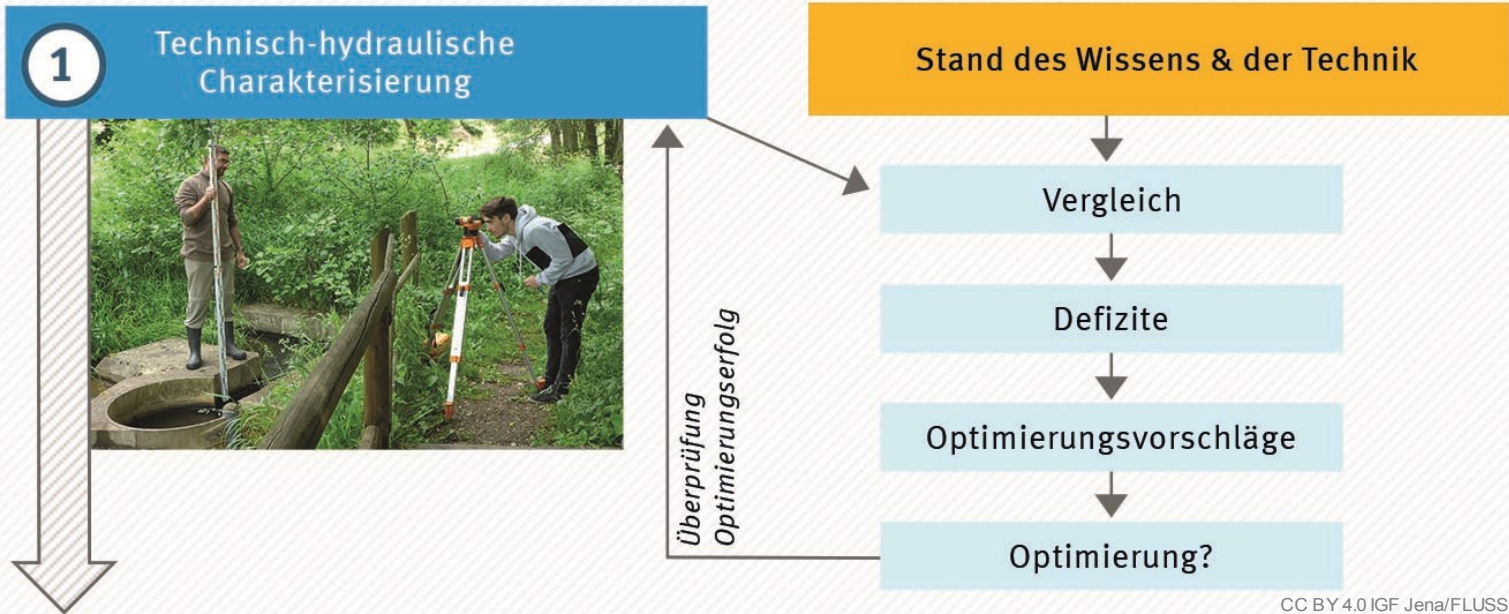 1
Technisch-hydraulische
Charakterisierung
Stand des Wissens & der Technik
Vergleich
Defizite
Optimierungsvorschläge
Optimierung?
Überprüfung
Optimierungserfolg
CC BY 4.0 IGF Jena/FLUSS